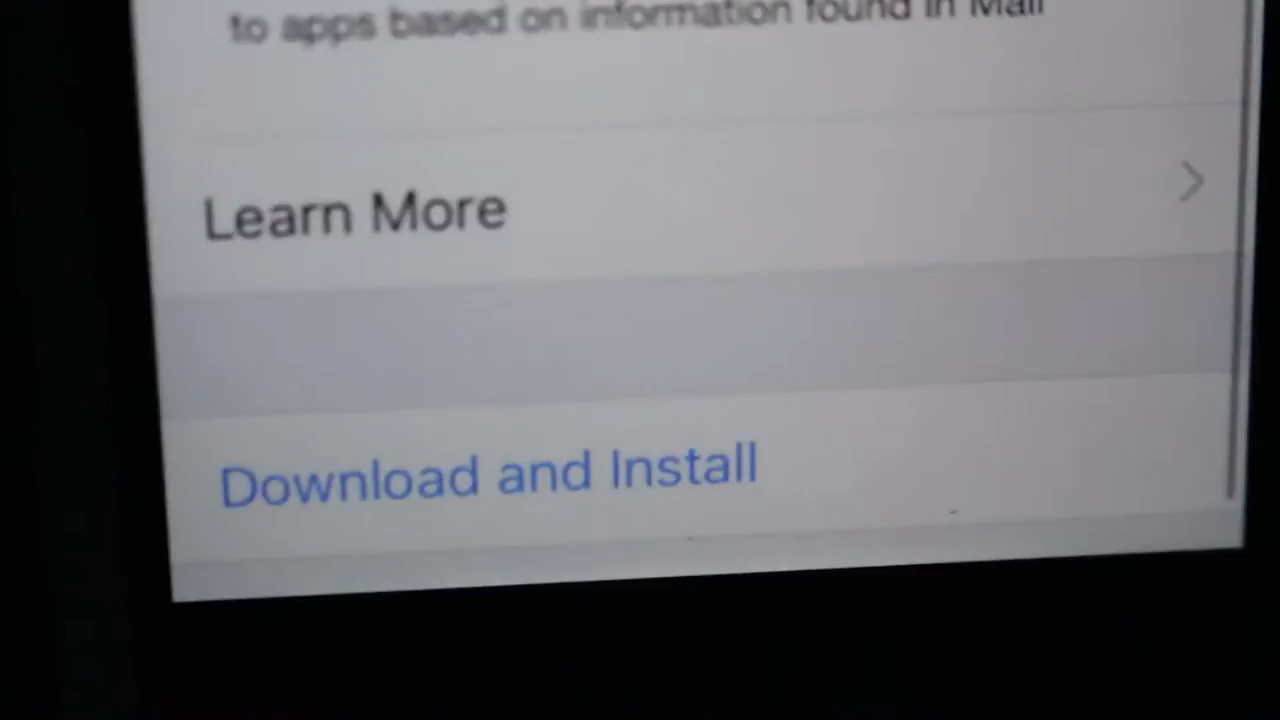 to apps based on information found in Mail
Learn More
Download and Install